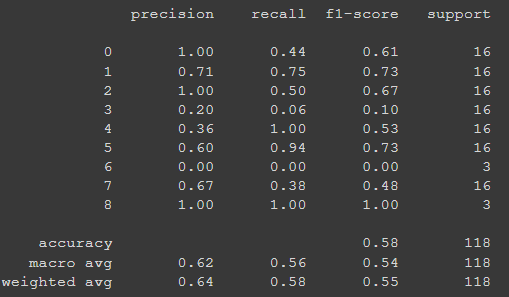 precision recall f1-score support
0 1.00 0.44 0.61 16
1 0.71 0.75 0.73 16
2 1.00 0.50 0.67 16
3 0.20 0.06 0.10 16
4 0.36 1.00 0.53 16
5 0.60 0.94 0.73 16
6 0.00 0.00 0.00 3
7 0.67 0.38 0.48 16
8 1.00 1.00 1.00 3
accuracy 0.58 118
macro avg 0.62 0.56 0.54 118
weighted avg 0.64 0.58 0.55 118